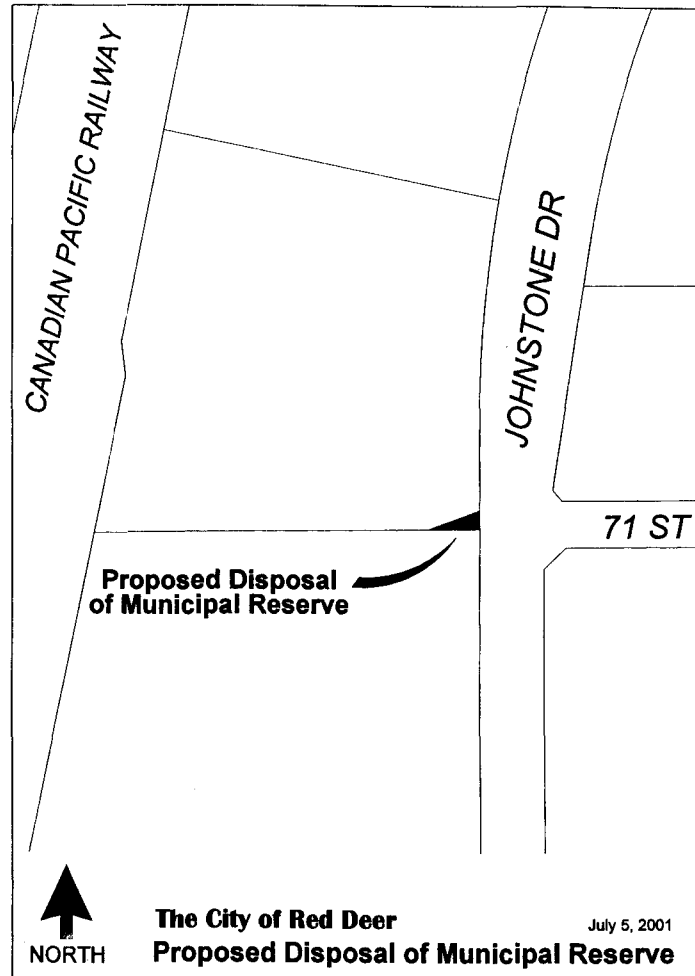 CANADIAN PACIFIC RAILWAY
JOHNSTONE DR
71 ST
Proposed Disposal
of Municipal Reserve
NORTH
The City of Red Deer
July 5, 2001
Proposed Disposal of Municipal Reserve